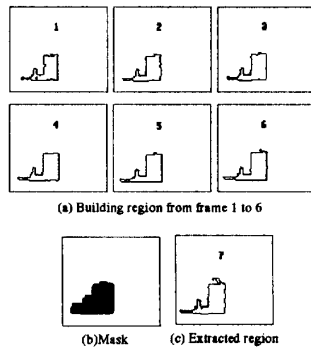 1 2 3
4 5 6
(a) Building region from frame 1 to 6
7
(b)Mask (c) Extracted region